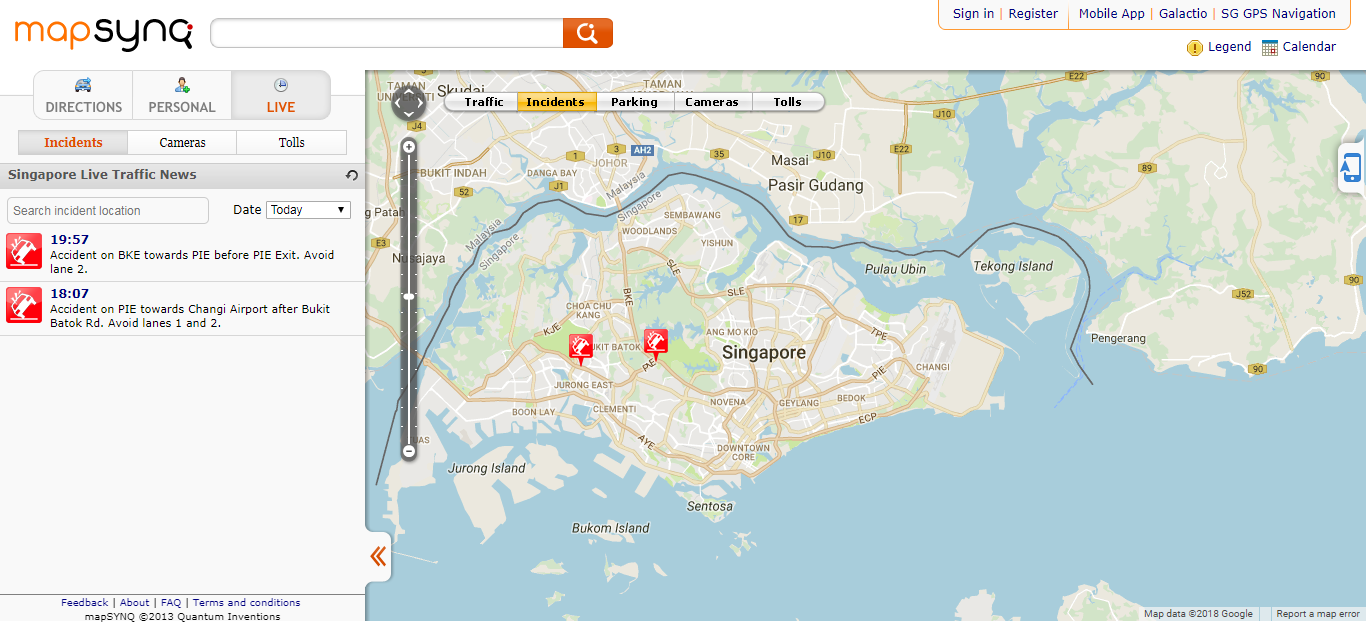 mapsynq
Sign in | Register | Mobile App | Galactio | SG GPS Navigation
Legend Calendar
DIRECTIONS PERSONAL LIVE
Incidents Cameras Tolls
Singapore Live Traffic News
Search incident location Date Today
19:57
Accident on BKE towards PIE before PIE Exit. Avoid
lane 2.
18:07
Accident on PIE towards Changi Airport after Bukit
Batok Rd. Avoid lanes 1 and 2.
Feedback | About | FAQ | Terms and conditions
mapSYNQ ©2013 Quantum Inventions
Traffic Incidents Parking Cameras Tolls
Skudai
TAMAN
TAMAN
J4
E22
90
J10
AH2
3
1
35
J10
E22
JOHOR
Masai
89
BUKIT INDAH
DANGA BAY
J1
52
Malaysia
Singapore
Pasir Gudang
17
g Patah
E3
Nusajaya
Malaysia
Singapore
SEMBAWANG
WOODLANDS
YISHUN
Pulau Ubin
Tekong Island
SLE
SLE
BKE
J52
90
CHOA CHU
KANG
KJE
ANG MO KIO
TPE
Pengerang
UKIT BATOK
PIE
Singapore
PIE
CHANGI
90
JURONG EAST
BOON LAY
CLEMENTI
NOVENA
GEYLANG
BEDOK
ECP
UAS
AYE
DOWNTOWN
CORE
Jurong Island
Sentosa
Bukom Island
Map data ©2018 Google
Report a map error